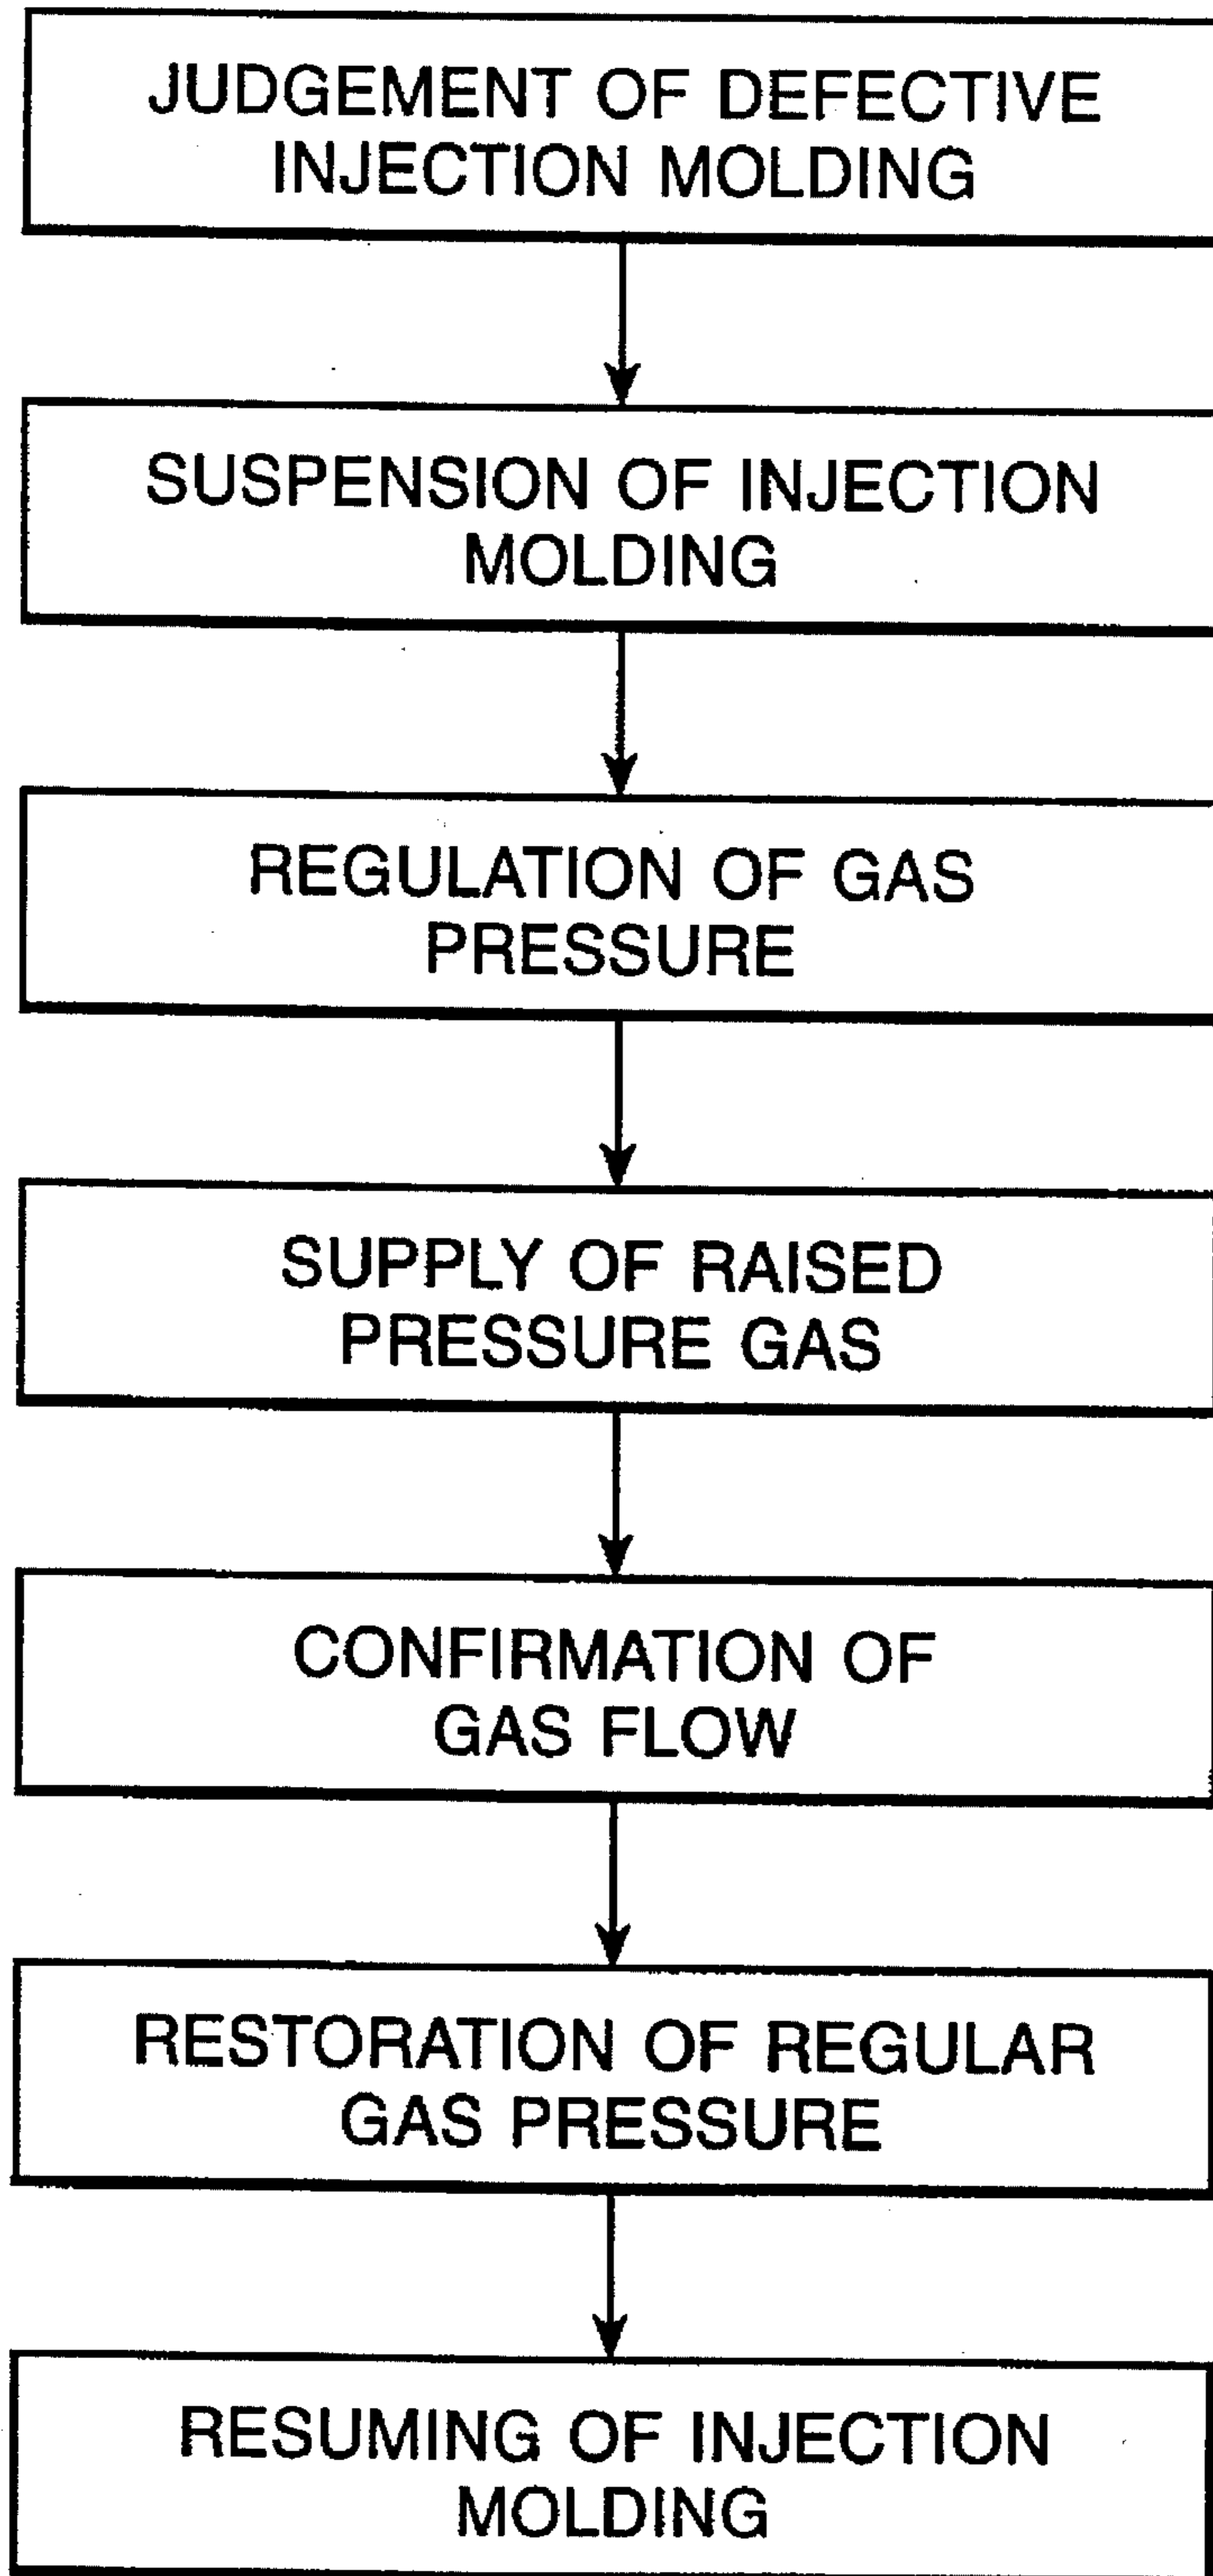 JUDGEMENT OF DEFECTIVE
INJECTION MOLDING
SUSPENSION OF INJECTION
MOLDING
REGULATION OF GAS
PRESSURE
SUPPLY OF RAISED
PRESSURE GAS
CONFIRMATION OF
GAS FLOW
RESTORATION OF REGULAR
GAS PRESSURE
RESUMING OF INJECTION
MOLDING